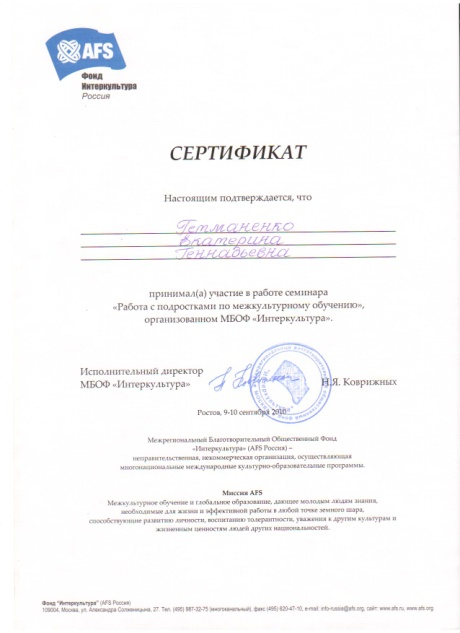 AFS
Фонд
Интеркультура
Россия
СЕРТИФИКАТ
Настоящим подтверждается, что
Гетманенко
Екатерина
Геннадьевна
принимал(а) участие в работе семинара
«Работа с подростками по межкультурному обучению»,
организованном МБОФ «Интеркультура».
Исполнительный директор
МБОФ «Интеркультура»
Н.Я. Коврижных
Ростов, 9-10 сентября 2010
Межрегиональный Благотворительный Общественный Фонд
«Интеркультура» (AFS Россия) –
неправительственная, некоммерческая организация, осуществляющая
многонациональные международные культурно-образовательные программы.
Миссия AFS
Межкультурное обучение и глобальное образование, дающее молодым людям знания,
необходимые для жизни и эффективной работы в любой точке земного шара,
способствующие развитию личности, воспитанию толерантности, уважения к другим культурам и
жизненным ценностям людей других национальностей.
Фонд "Интеркультура" (AFS Россия)
109004, Москва, ул. Александра Солженицына, 27. Тел. (495) 987-32-75 (многоканальный), факс (495) 620-47-10, e-mail: info-russia@afs.org, сайт: www.afs.ru, www.afs.org